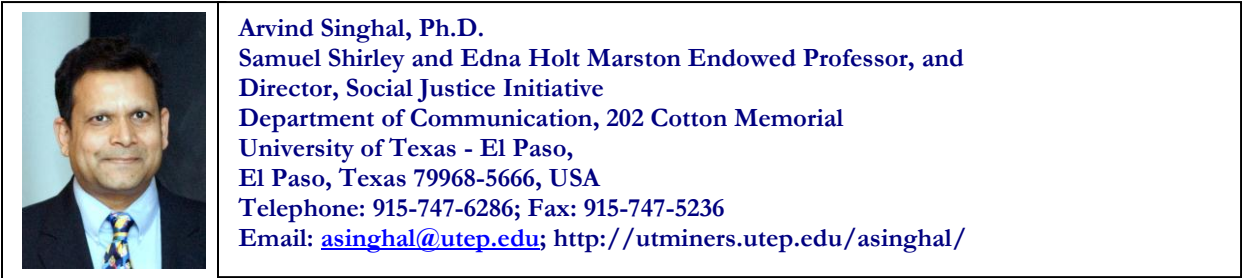 Arvind Singhal, Ph.D.
Samuel Shirley and Edna Holt Marston Endowed Professor, and
Director, Social Justice Initiative
Department of Communication, 202 Cotton Memorial
University of Texas - El Paso,
El Paso, Texas 79968-5666, USA
Telephone: 915-747-6286; Fax: 915-747-5236
Email: asinghal@utep.edu; http://utminers.utep.edu/asinghal/